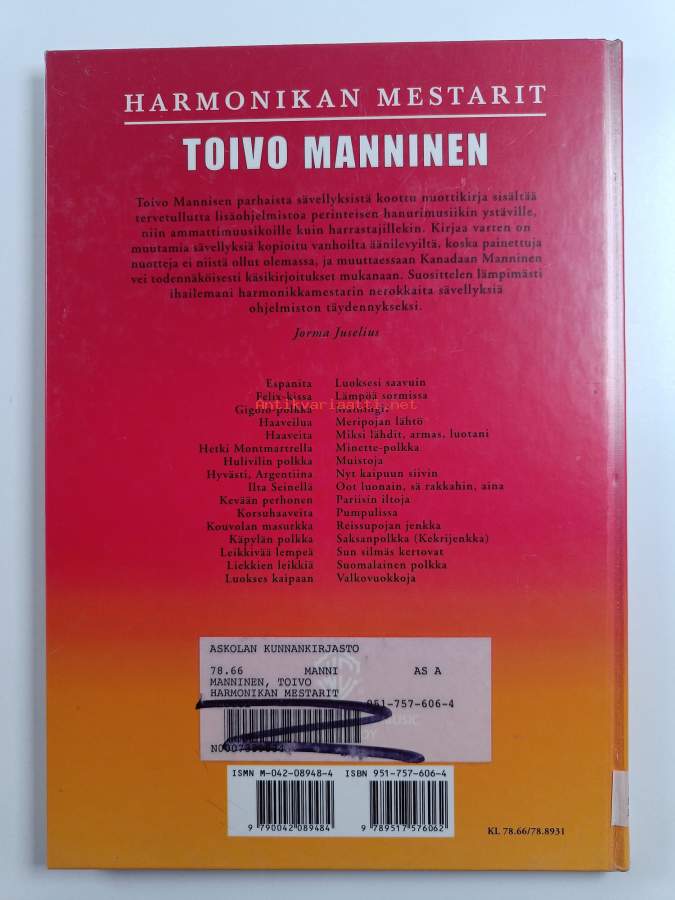 HARMONIKAN MESTARIT
TOIVO MANNINEN
Toivo Mannisen parhaista sävellyksistä koottu nuottikirja sisältää
tervetullutta lisäohjelmistoa perinteisen hanurimusiikin ystäville,
niin ammattimuusikoille kuin harrastajillekin. Kirjaa varten on
muutamia sävellyksiä kopioitu vanhoilta äänilevyiltä, koska painettuja
nuotteja ei niistä ollut olemassa, ja muuttaessaan Kanadaan Manninen
vei todennäköisesti käsikirjoitukset mukanaan. Suosittelen lämpimästi
ihailemani harmonikkamestarin nerokkaita sävellyksiä
ohjelmiston täydennykseksi.
Jorma Juselius
Espanita Luoksesi saavuin
Felix-kissa Lämpöä sormissa
Antikvariaatti.net
Gigolo-polkka
Haaveilua Meripojan lähtö
Haaveita Miksi lähdit, armas, luotani
Hetki Montmartrella Minette-polkka
Hulivilin polkka Muistoja
Hyvästi, Argentiina Nyt kaipuun siivin
Ilta Seinellä Oot luonain, sä rakkahin, aina
Kevään perhonen Pariisin iltoja
Korsuhaaveita Pumpulissa
Kouvolan masurkka Reissupojan jenkka
Käpylän polkka Saksanpolkka (Kekrijenkka)
Leikkivää lempeä Sun silmäs kertovat
Liekkien leikkiä Suomalainen polkka
Luokses kaipaan Valkovuokkoja
ASKOLAN KUNNANKIRJASTO
78.66 MANNI AS A
MANNINEN, TOIVO
HARMONIKAN MESTARIT
951-757-606-4
MUSIC
OY
ISMN M-042-08948-4 ISBN 951-757-606-4
9 790042 089484 9 789517 576062
KL 78.66/78.8931